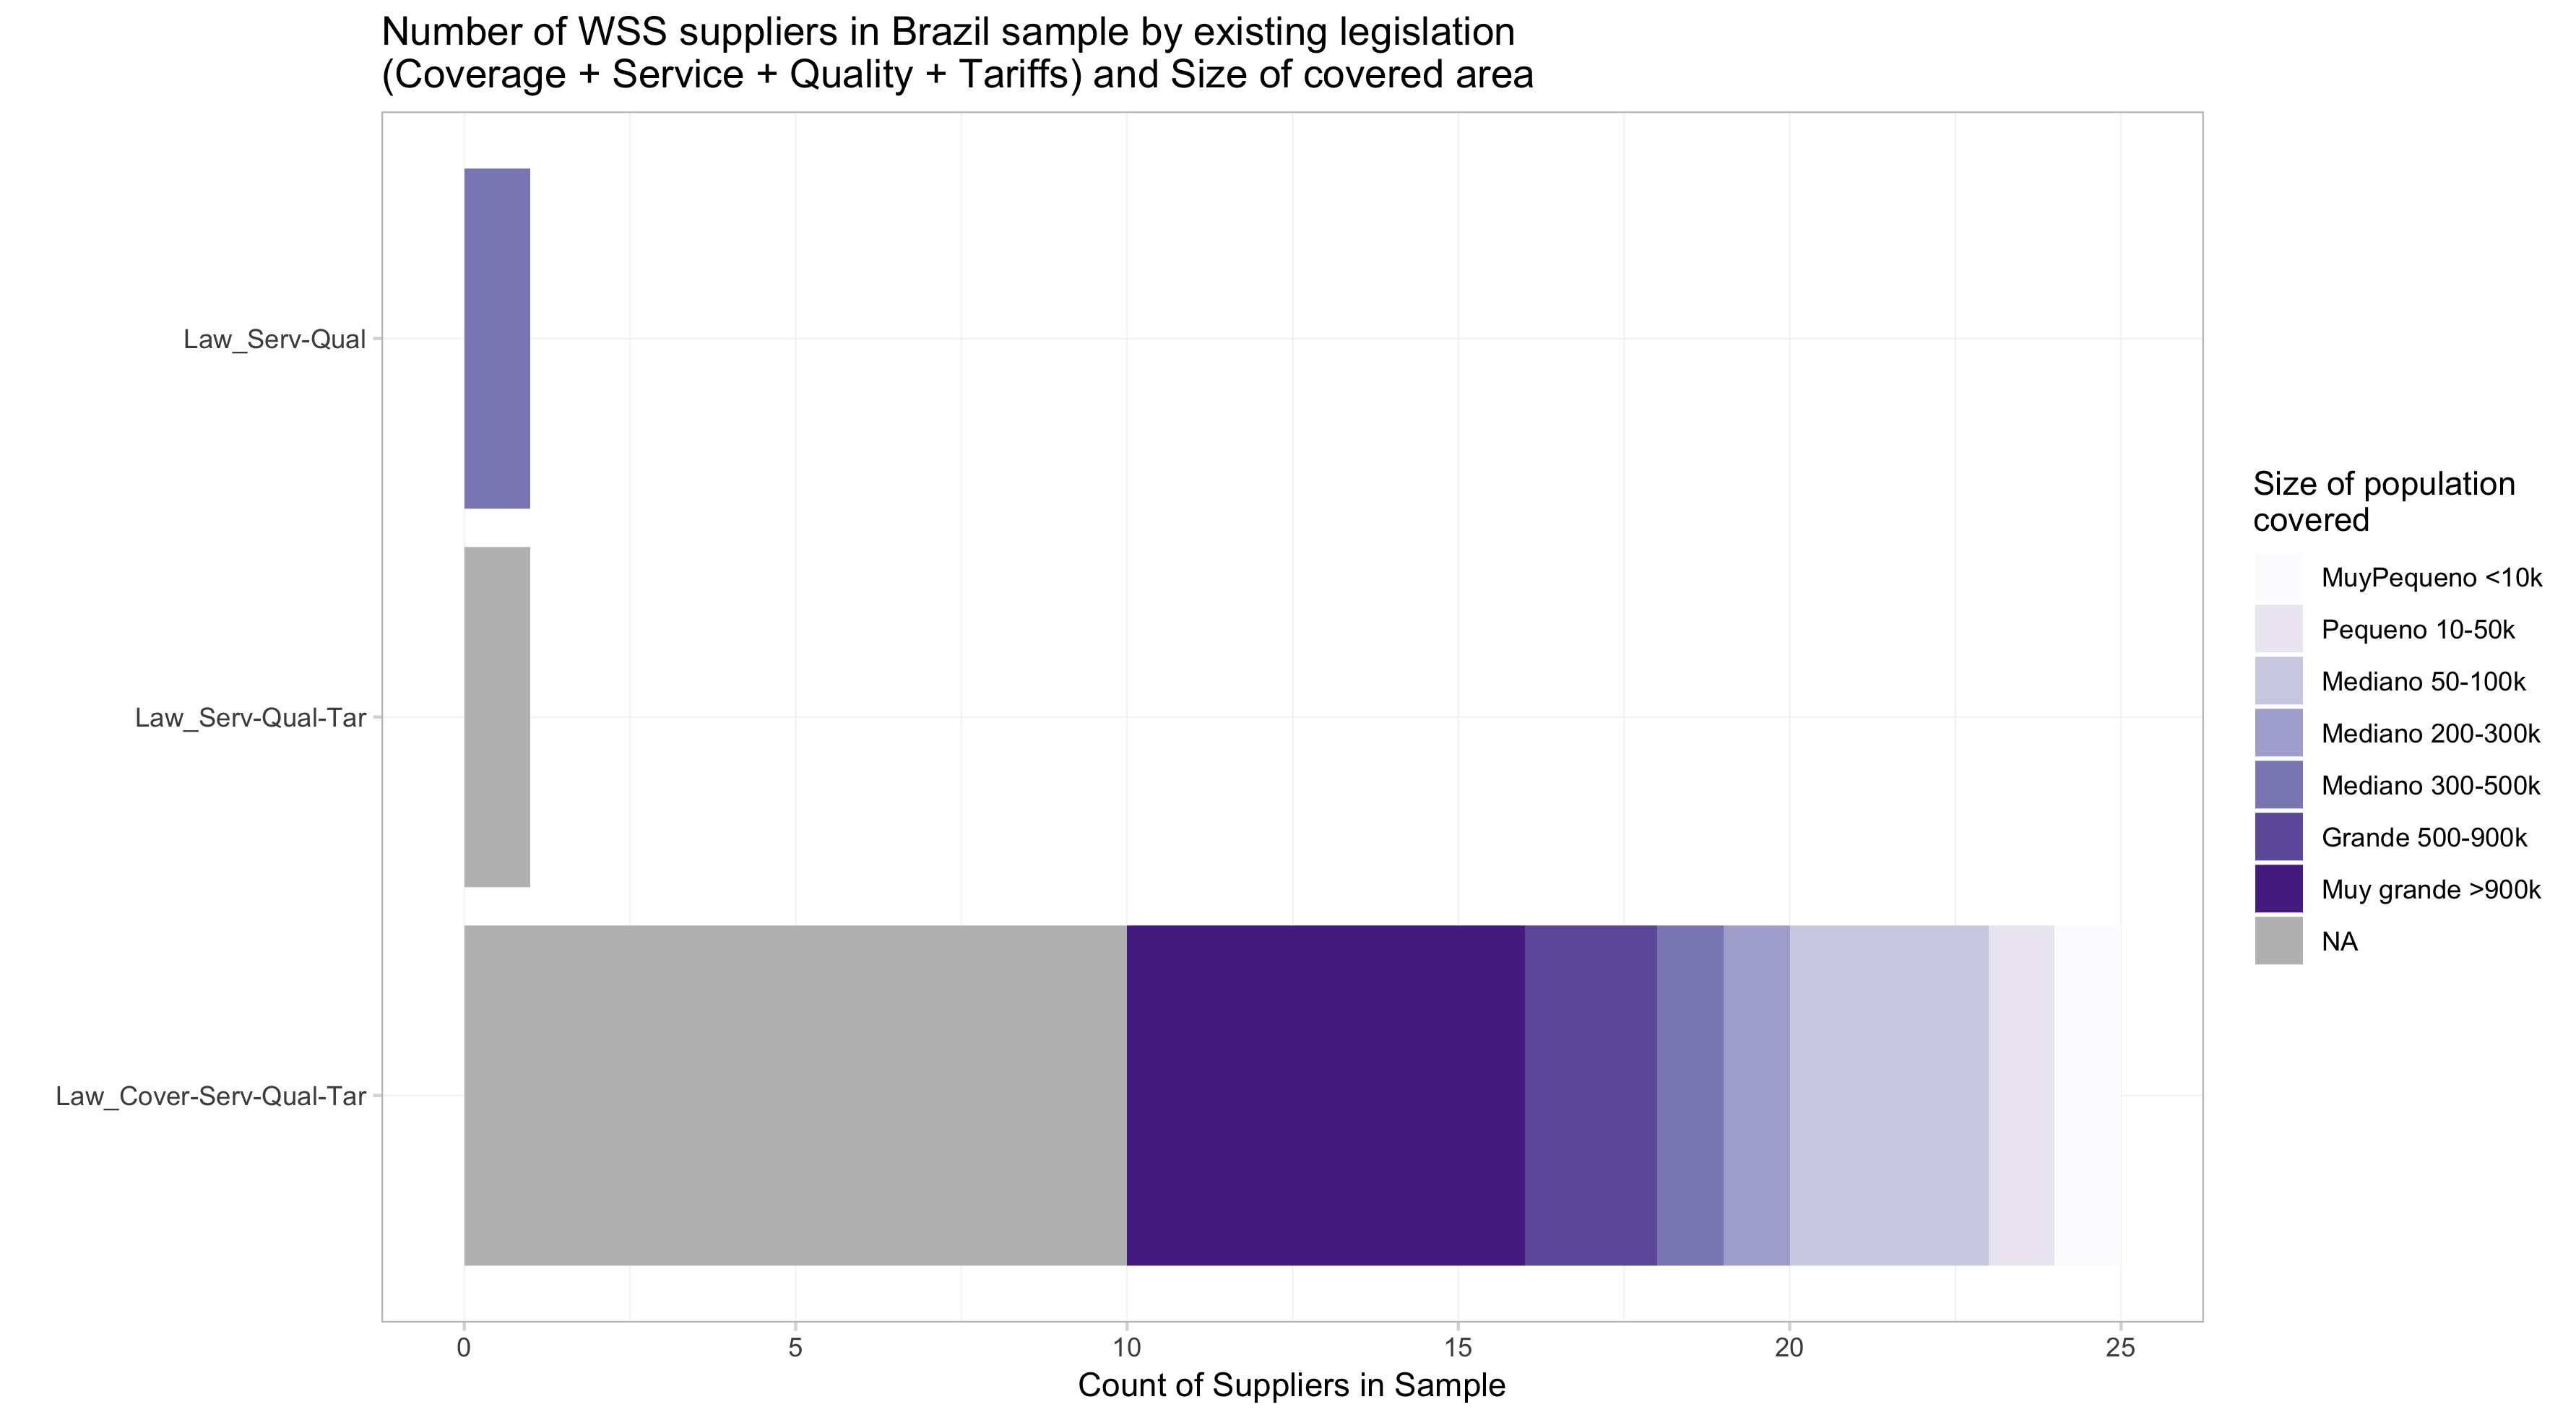 Number of WSS suppliers in Brazil sample by existing legislation
(Coverage + Service + Quality + Tariffs) and Size of covered area
Law_Serv-Qual
Law_Serv-Qual-Tar
Law_Cover-Serv-Qual-Tar
0 5 10 15 20 25
Count of Suppliers in Sample
Size of population
covered
MuyPequeno <10k
Pequeno 10-50k
Mediano 50-100k
Mediano 200-300k
Mediano 300-500k
Grande 500-900k
Muy grande >900k
NA